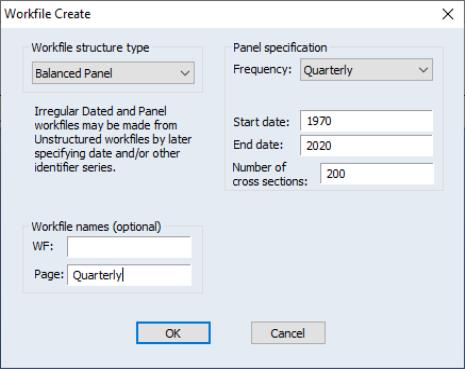 Workfile Create
Workfile structure type
Balanced Panel
Irregular Dated and Panel
workfiles may be made from
Unstructured workfiles by later
specifying date and/or other
identifier series.
Panel specification
Frequency: Quarterly
Start date: 1970
End date: 2020
Number of
cross sections: 200
Workfile names (optional)
WF:
Page: Quarterly
OK Cancel